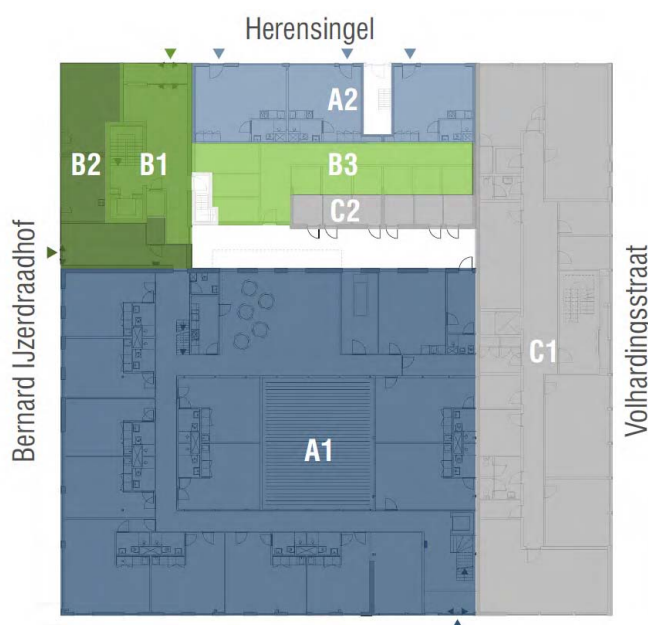 Herensingel
A2
B2
B1
B3
C2
Bernard IJzerdraadhof
C1
Volhardingsstraat
A1